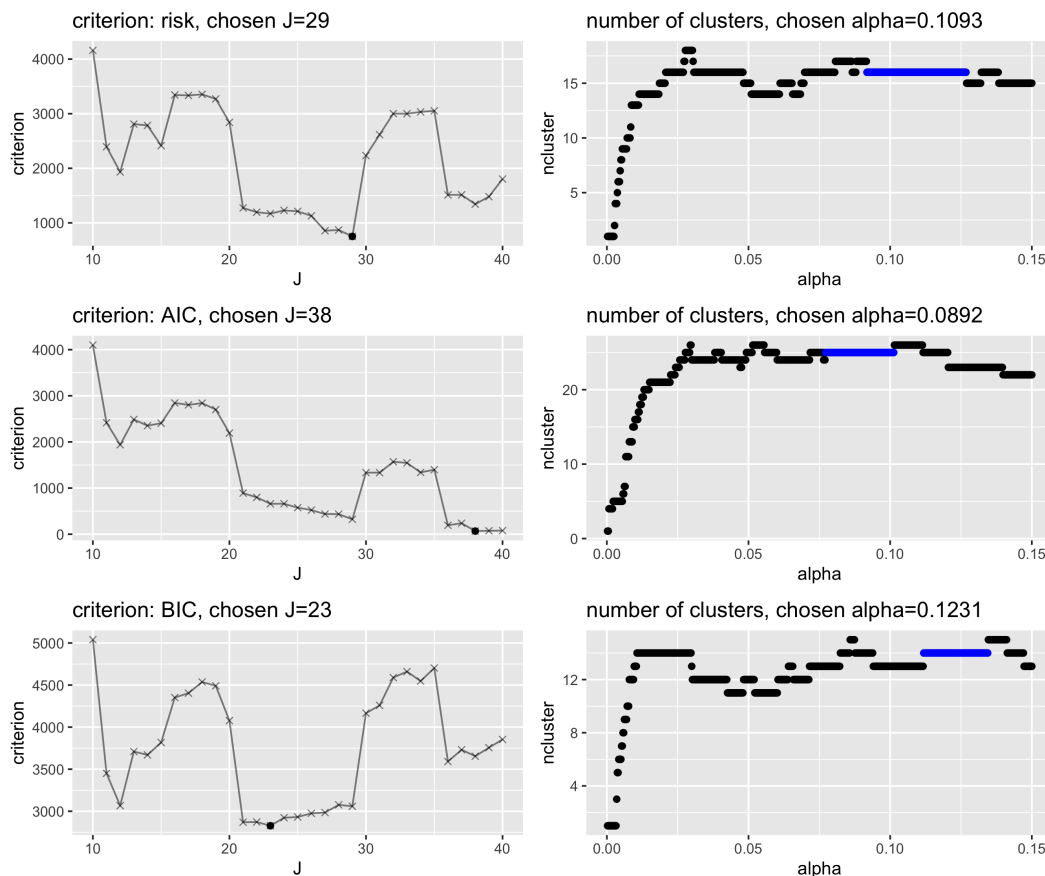 criterion: risk, chosen J=29
4000
3000
2000
1000
criterion
10
20
30
40
J
number of clusters, chosen alpha=0.1093
15
10
5
ncluster
0.00
0.05
0.10
0.15
alpha
criterion: AIC, chosen J=38
4000
3000
2000
1000
0
criterion
10
20
30
40
J
number of clusters, chosen alpha=0.0892
20
10
0
ncluster
0.00
0.05
0.10
0.15
alpha
criterion: BIC, chosen J=23
5000
4500
4000
3500
3000
criterion
10
20
30
40
J
number of clusters, chosen alpha=0.1231
12
8
4
ncluster
0.00
0.05
0.10
0.15
alpha